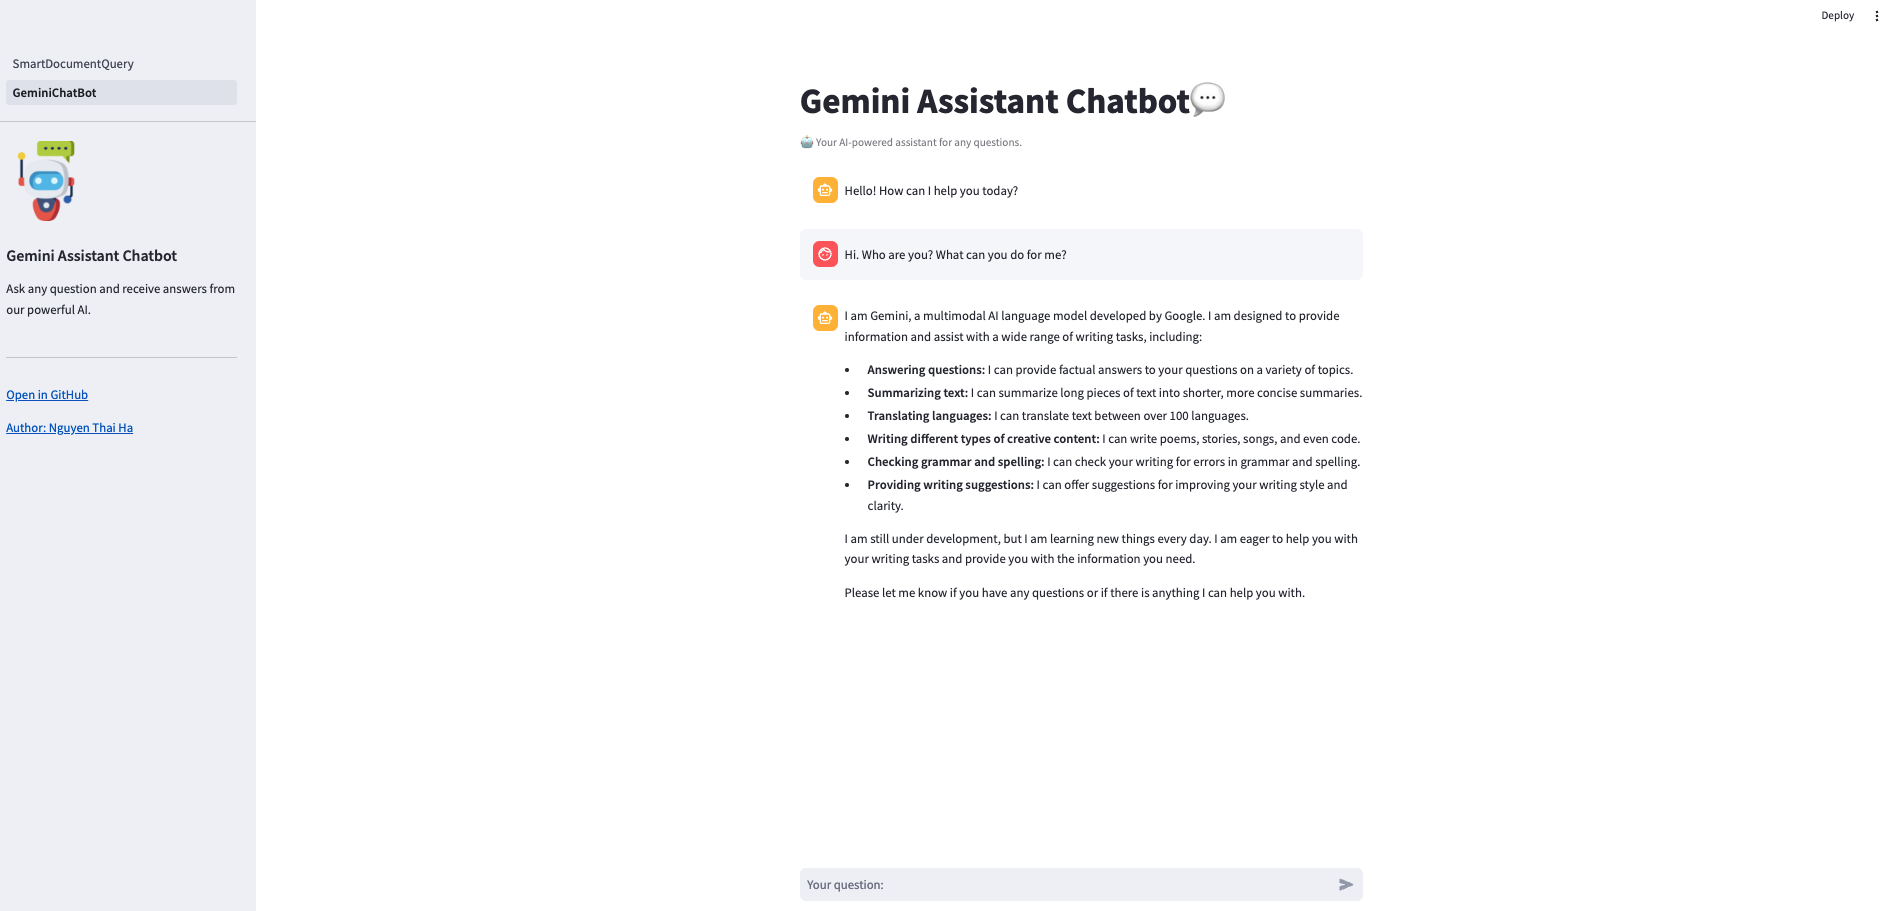 Deploy
SmartDocumentQuery
GeminiChatBot
Gemini Assistant Chatbot
Ask any question and receive answers from
our powerful AI.
Open in GitHub
Author: Nguyen Thai Ha
Gemini Assistant Chatbot💬
🤖 Your AI-powered assistant for any questions.
Hello! How can I help you today?
Hi. Who are you? What can you do for me?
I am Gemini, a multimodal AI language model developed by Google. I am designed to provide
information and assist with a wide range of writing tasks, including:
• Answering questions: I can provide factual answers to your questions on a variety of topics.
• Summarizing text: I can summarize long pieces of text into shorter, more concise summaries.
• Translating languages: I can translate text between over 100 languages.
• Writing different types of creative content: I can write poems, stories, songs, and even code.
• Checking grammar and spelling: I can check your writing for errors in grammar and spelling.
• Providing writing suggestions: I can offer suggestions for improving your writing style and
clarity.
I am still under development, but I am learning new things every day. I am eager to help you with
your writing tasks and provide you with the information you need.
Please let me know if you have any questions or if there is anything I can help you with.
Your question: